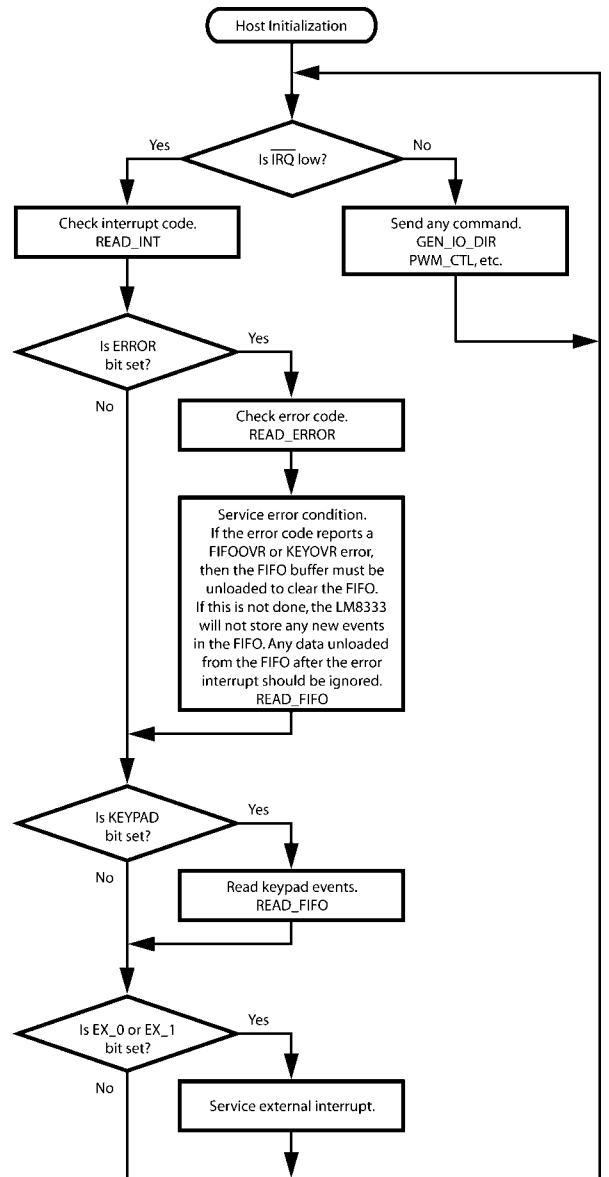 Host Initialization
Yes
Is IRQ low?
No
Check interrupt code.
READ_INT
Send any command.
GEN_IO_DIR
PWM_CTL, etc.
Is ERROR
bit set?
Yes
No
Check error code.
READ_ERROR
Service error condition.
If the error code reports a
FIFOOVR or KEYOVR error,
then the FIFO buffer must be
unloaded to clear the FIFO.
If this is not done, the LM8333
will not store any new events
in the FIFO. Any data unloaded
from the FIFO after the error
interrupt should be ignored.
READ_FIFO
Is KEYPAD
bit set?
Yes
No
Read keypad events.
READ_FIFO
Is EX_0 or EX_1
bit set?
Yes
No
Service external interrupt.